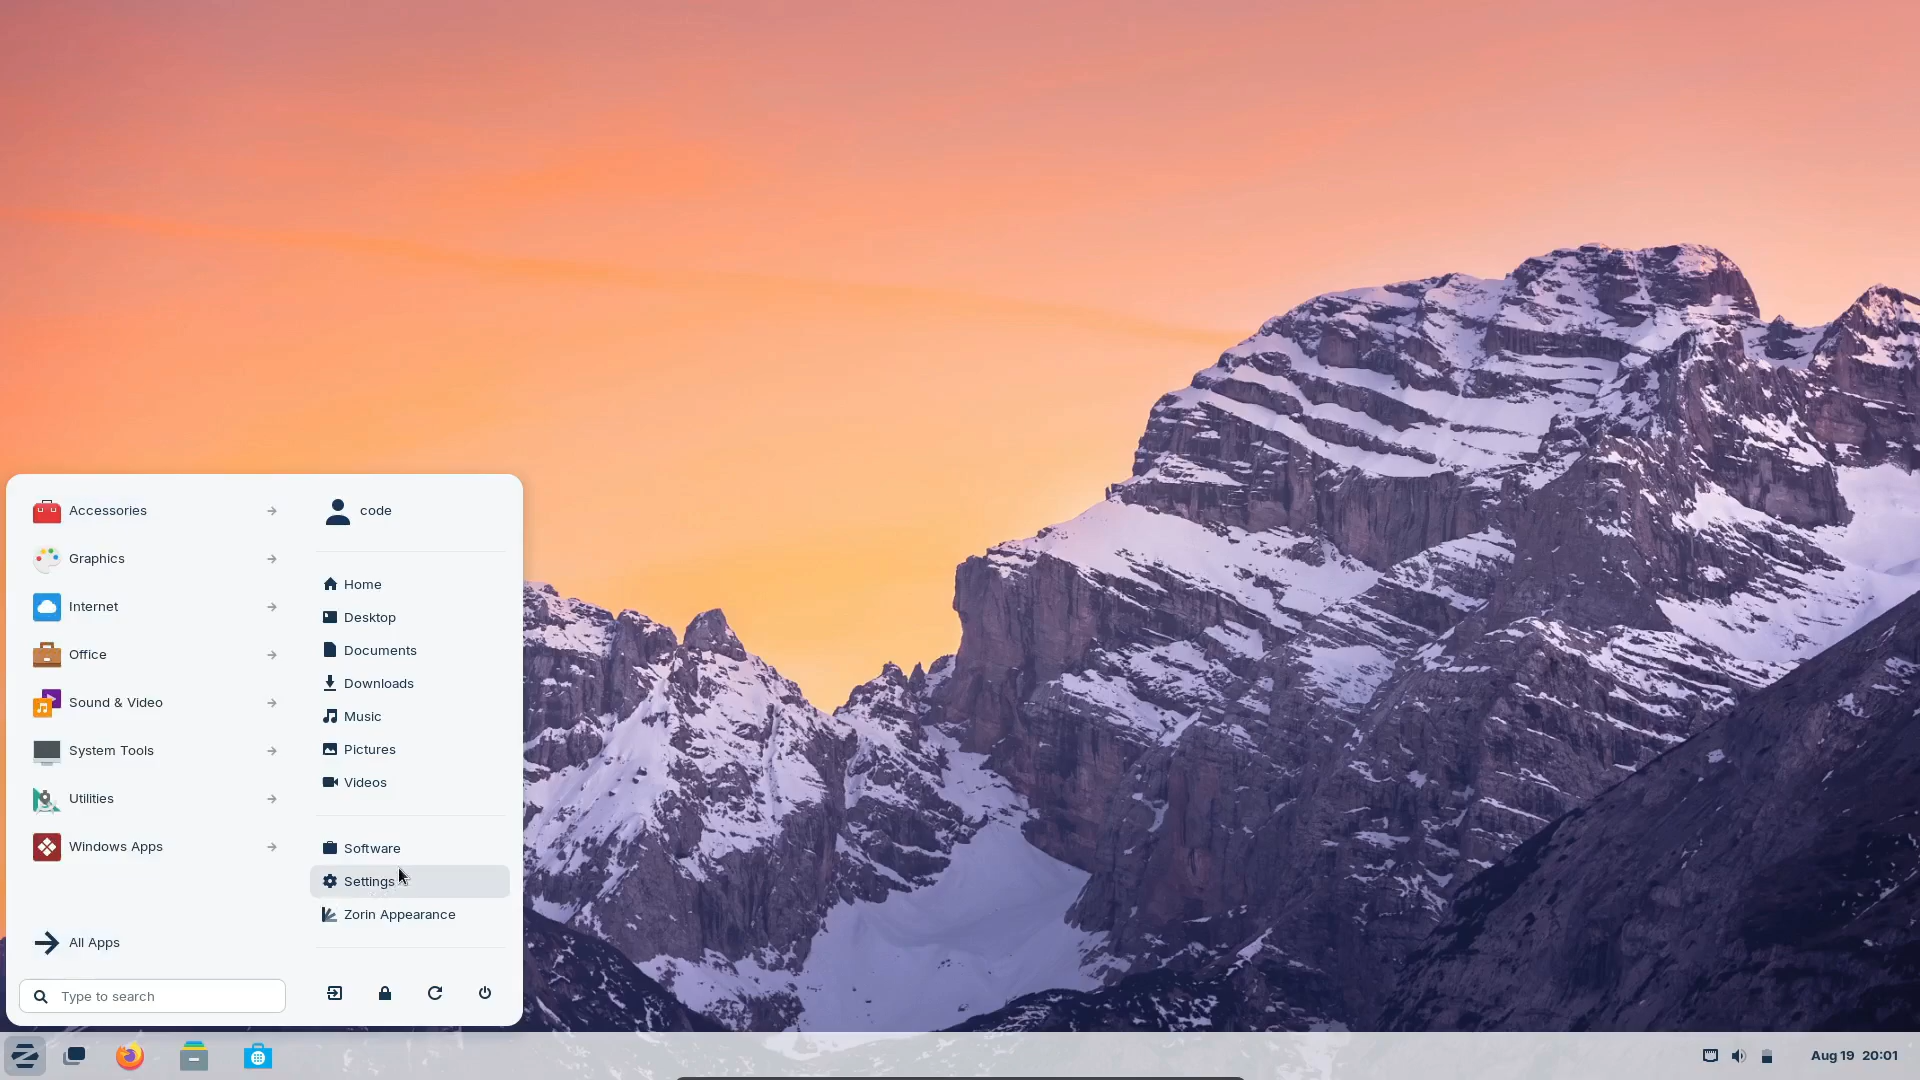 Accessories
Graphics
Internet
Office
Sound & Video
System Tools
Utilities
Windows Apps
All Apps
Type to search
code
Home
Desktop
Documents
Downloads
Music
Pictures
Videos
Software
Settings
Zorin Appearance
Aug 19 20:01